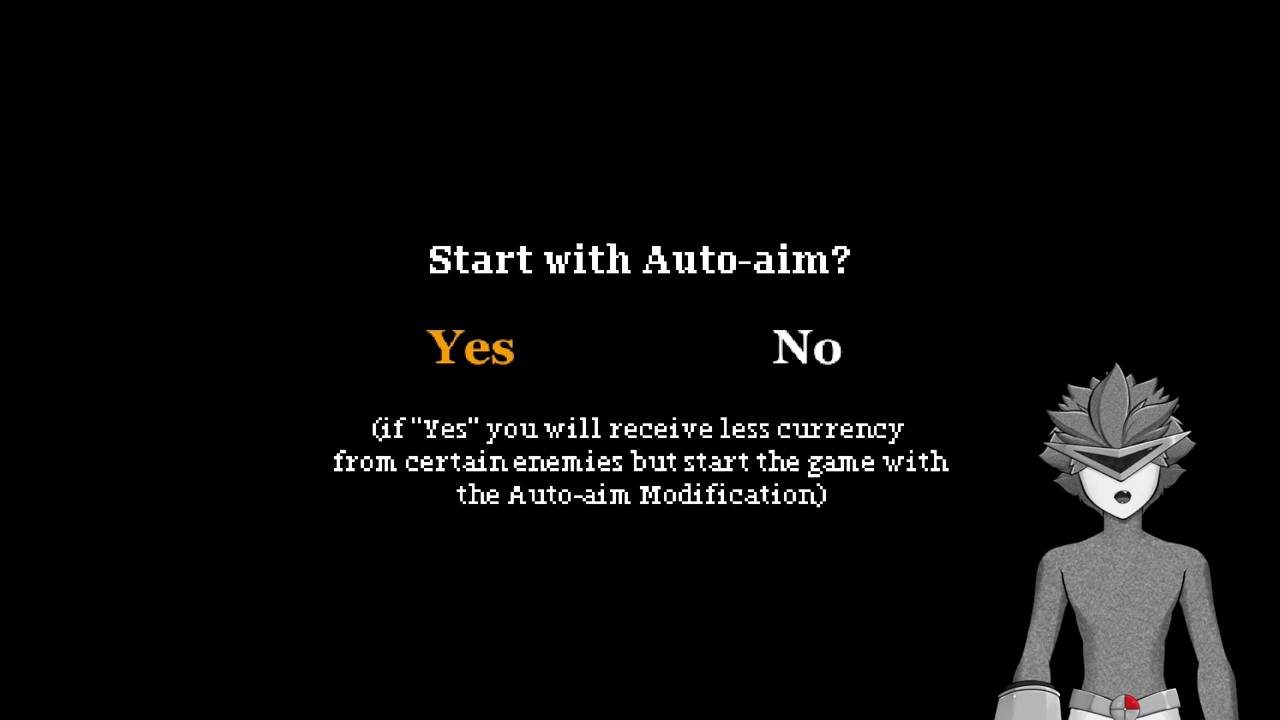 Start with Auto-aim?
Yes No
(if "Yes" you will receive less currency
from certain enemies but start the game with
the Auto-aim Modification)